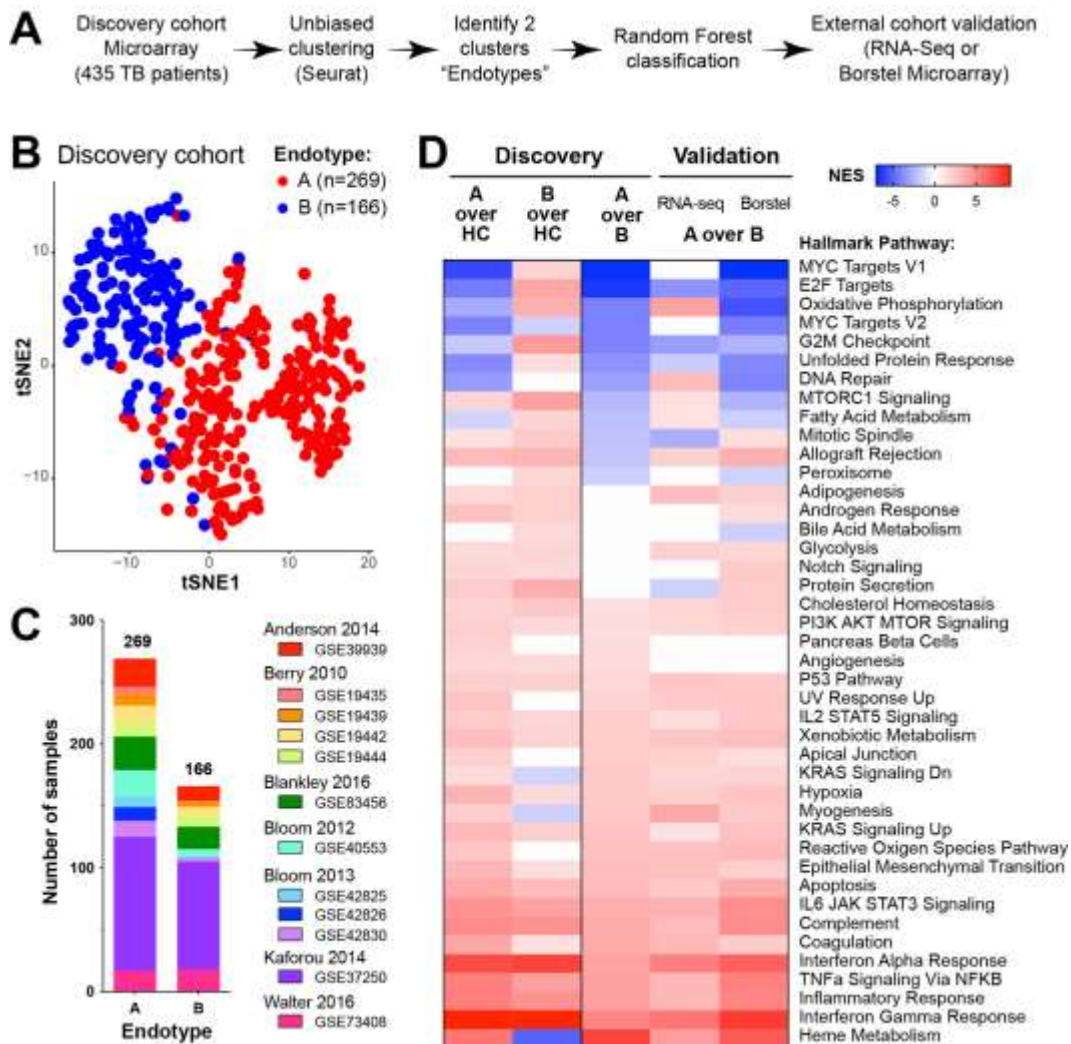 A
Discovery cohort
Microarray
(435 TB patients)
Unbiased
clustering
(Seurat)
Identify 2
clusters
"Endotypes"
Random Forest
classification
External cohort validation
(RNA-Seq or
Borstel Microarray)
B
Discovery cohort
Endotype:
A (n=269)
B (n=166)
tSNE2
10
0
−10
−10
0
10
20
tSNE1
C
Number of samples
300
200
100
0
269
166
A
B
Endotype
Anderson 2014
GSE39939
Berry 2010
GSE19435
GSE19439
GSE19442
GSE19444
Blankley 2016
GSE83456
Bloom 2012
GSE40553
Bloom 2013
GSE42825
GSE42826
GSE42830
Kaforou 2014
GSE37250
Walter 2016
GSE73408
D
Discovery
Validation
A over HC
B over HC
A over B
RNA-seq
Borstel
A over B
NES
-5
0
5
Hallmark Pathway:
MYC Targets V1
E2F Targets
Oxidative Phosphorylation
MYC Targets V2
G2M Checkpoint
Unfolded Protein Response
DNA Repair
MTORC1 Signaling
Fatty Acid Metabolism
Mitotic Spindle
Allograft Rejection
Peroxisome
Adipogenesis
Androgen Response
Bile Acid Metabolism
Glycolysis
Notch Signaling
Protein Secretion
Cholesterol Homeostasis
PI3K AKT MTOR Signaling
Pancreas Beta Cells
Angiogenesis
P53 Pathway
UV Response Up
IL2 STAT5 Signaling
Xenobiotic Metabolism
Apical Junction
KRAS Signaling Dn
Hypoxia
Myogenesis
KRAS Signaling Up
Reactive Oxigen Species Pathway
Epithelial Mesenchymal Transition
Apoptosis
IL6 JAK STAT3 Signaling
Complement
Coagulation
Interferon Alpha Response
TNFa Signaling Via NFKB
Inflammatory Response
Interferon Gamma Response
Heme Metabolism